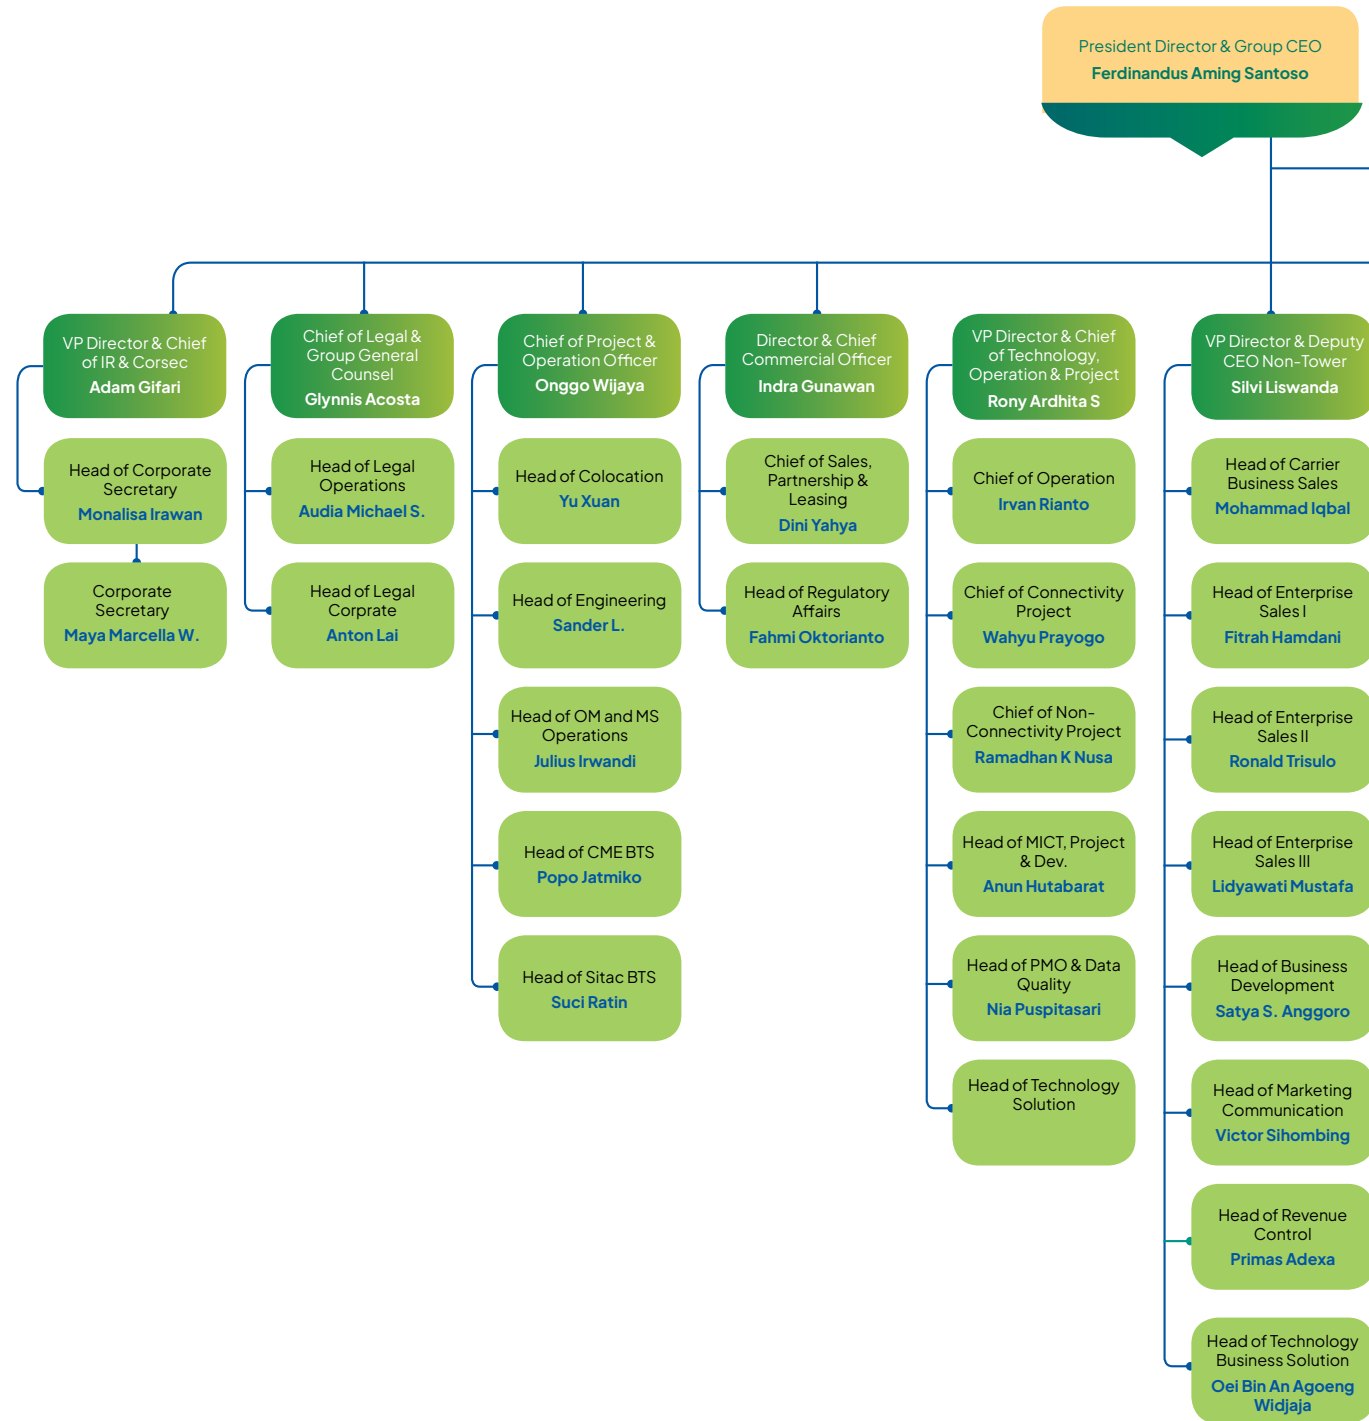 President Director & Group CEO
Ferdinandus Aming Santoso
VP Director & Chief
of IR & Corsec
Adam Gifari
Head of Corporate
Secretary
Monalisa Irawan
Corporate
Secretary
Maya Marcella W.
Chief of Legal &
Group General
Counsel
Glynnis Acosta
Head of Legal
Operations
Audia Michael S.
Head of Legal
Corprate
Anton Lai
Chief of Project &
Operation Officer
Onggo Wijaya
Head of Colocation
Yu Xuan
Head of Engineering
Sander L.
Head of OM and MS
Operations
Julius Irwandi
Head of CME BTS
Popo Jatmiko
Head of Sitac BTS
Suci Ratin
Director & Chief
Commercial Officer
Indra Gunawan
Chief of Sales,
Partnership &
Leasing
Dini Yahya
Head of Regulatory
Affairs
Fahmi Oktorianto
VP Director & Chief
of Technology,
Operation & Project
Rony Ardhita S
Chief of Operation
Irvan Rianto
Chief of Connectivity
Project
Wahyu Prayogo
Chief of Non-
Connectivity Project
Ramadhan K Nusa
Head of MICT, Project
& Dev.
Anun Hutabarat
Head of PMO & Data
Quality
Nia Puspitasari
Head of Technology
Solution
VP Director & Deputy
CEO Non-Tower
Silvi Liswanda
Head of Carrier
Business Sales
Mohammad Iqbal
Head of Enterprise
Sales I
Fitrah Hamdani
Head of Enterprise
Sales II
Ronald Trisulo
Head of Enterprise
Sales III
Lidyawati Mustafa
Head of Business
Development
Satya S. Anggoro
Head of Marketing
Communication
Victor Sihombing
Head of Revenue
Control
Primas Adexa
Head of Technology
Business Solution
Oei Bin An Agoeng
Widjaja